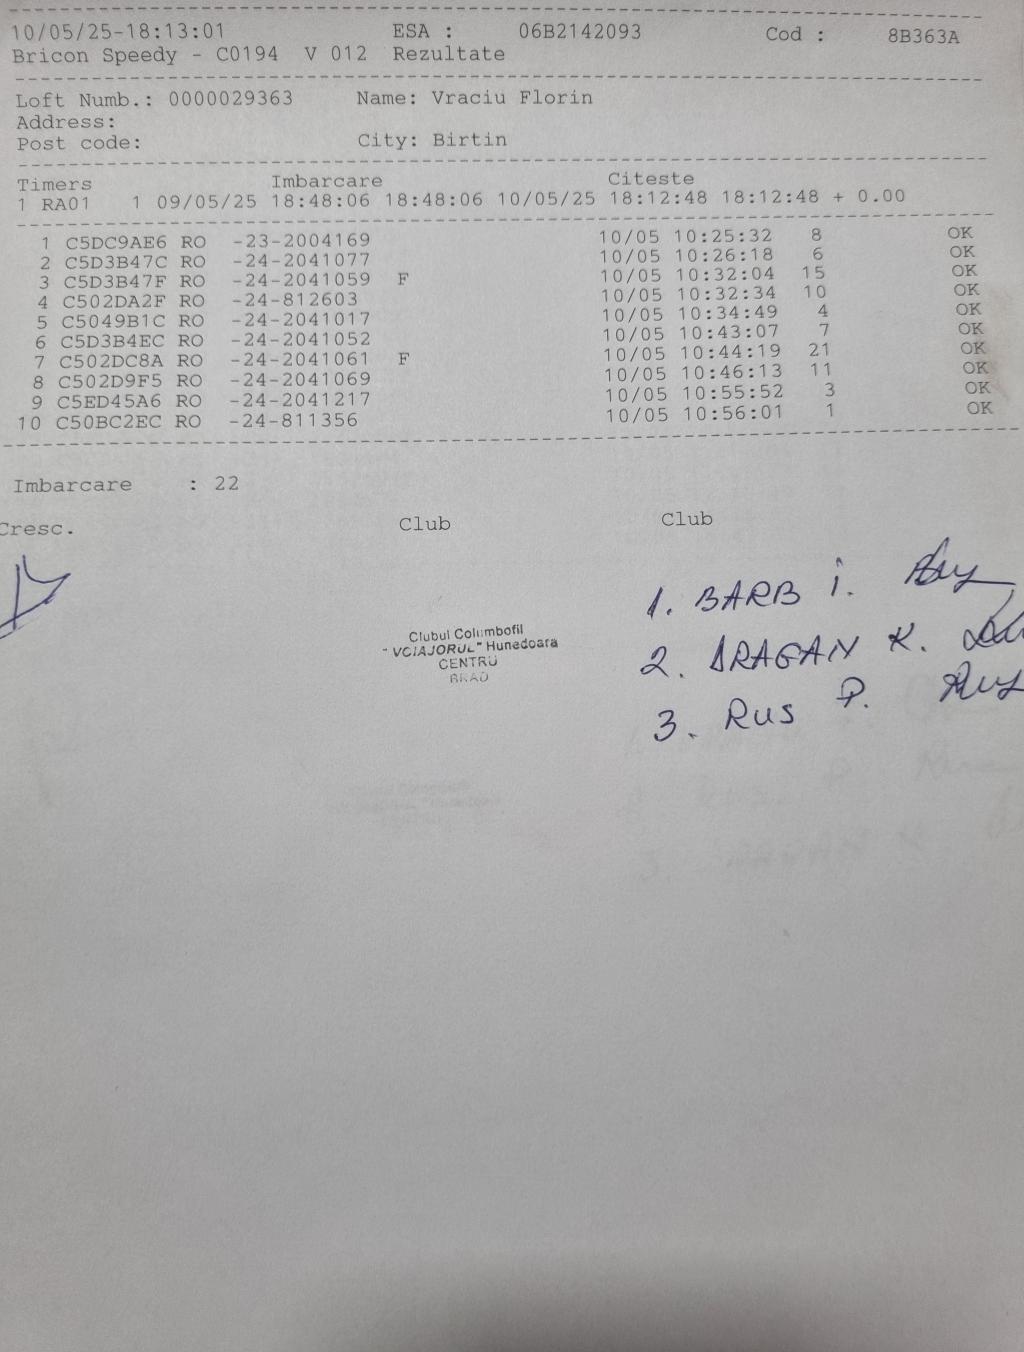 10/05/25-18:13:01 ESA : 06B2142093 Cod : 8B363A
Bricon Speedy - C0194 V 012 Rezultate
Loft Numb.: 0000029363 Name: Vraciu Florin
Address:
Post code: City: Birtin
Timers Imbarcare Citeste
1 RA01 1 09/05/25 18:48:06 18:48:06 10/05/25 18:12:48 18:12:48 + 0.00
1 C5DC9AE6 RO -23-2004169 10/05 10:25:32 8 OK
2 C5D3B47C RO -24-2041077 10/05 10:26:18 6 OK
3 C5D3B47F RO -24-2041059 F 10/05 10:32:04 15 OK
4 C502DA2F RO -24-812603 10/05 10:32:34 10 OK
5 C5049B1C RO -24-2041017 10/05 10:34:49 4 OK
6 C5D3B4EC RO -24-2041052 10/05 10:43:07 7 OK
7 C502DC8A RO -24-2041061 F 10/05 10:44:19 21 OK
8 C502D9F5 RO -24-2041069 10/05 10:46:13 11 OK
9 C5ED45A6 RO -24-2041217 10/05 10:55:52 3 OK
10 C50BC2EC RO -24-811356 10/05 10:56:01 1 OK
Imbarcare : 22
Cresc. Club Club
Clubul Columbofil
"VOIAJORUL" Hunedoara
CENTRU
BRAD
1. BARB i.
2. DRAGAN K.
3. RUS P.